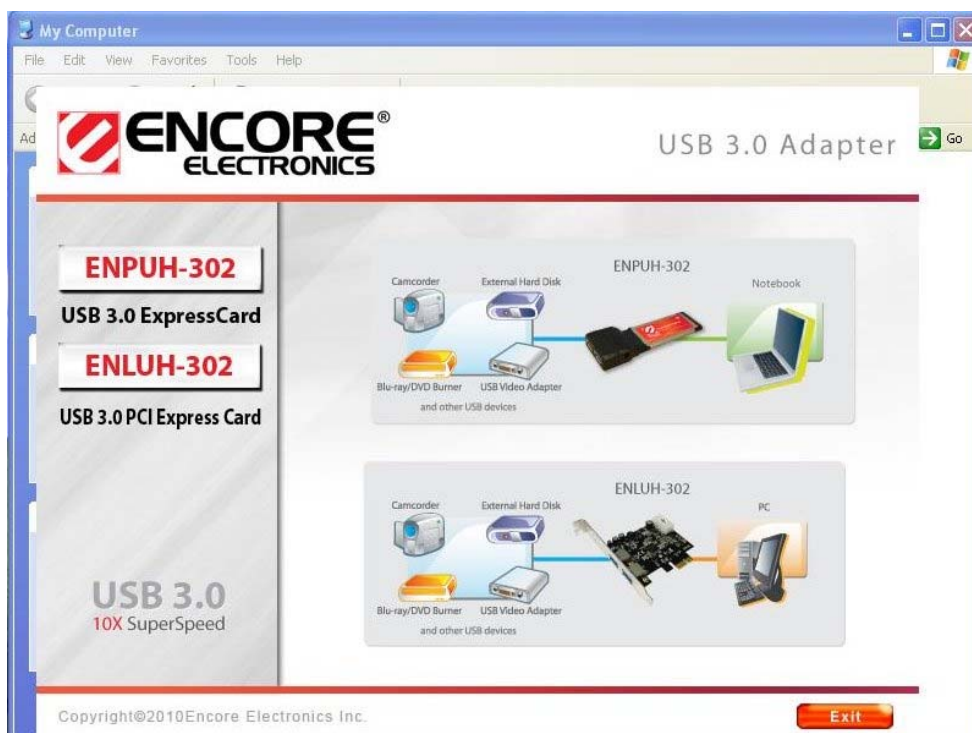 My Computer
File Edit View Favorites Tools Help
Ad
Go
ENCORE®
ELECTRONICS
USB 3.0 Adapter
ENPUH-302
USB 3.0 ExpressCard
ENLUH-302
USB 3.0 PCI Express Card
USB 3.0
10X SuperSpeed
ENPUH-302
Camcorder External Hard Disk
Notebook
Blu-ray/DVD Burner USB Video Adapter
and other USB devices
ENLUH-302
Camcorder External Hard Disk
PC
Blu-ray/DVD Burner USB Video Adapter
and other USB devices
Copyright©2010Encore Electronics Inc.
Exit